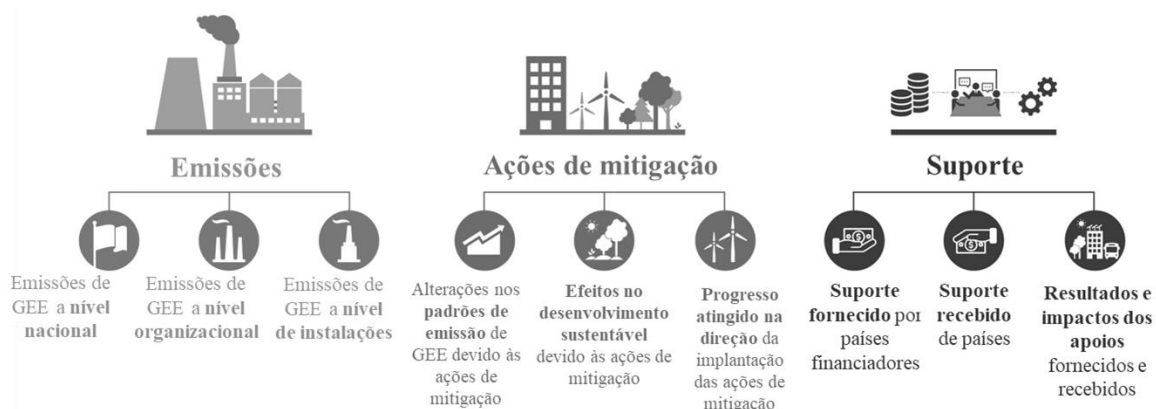 Emissões
Emissões de
GEE a nível
nacional
Emissões de
GEE a nível
organizacional
Emissões de
GEE a nível
de instalações
Ações de mitigação
Alterações nos
padrões de
emissão de
GEE devido às
ações de
mitigação
Efeitos no
desenvolvimento
sustentável
devido às ações de
mitigação
Progresso
atingido na
direção da
implantação
das ações de
mitigação
Suporte
Suporte
fornecido por
países
financiadores
Suporte
recebido
de países
Resultados e
impactos dos
apoios
fornecidos e
recebidos